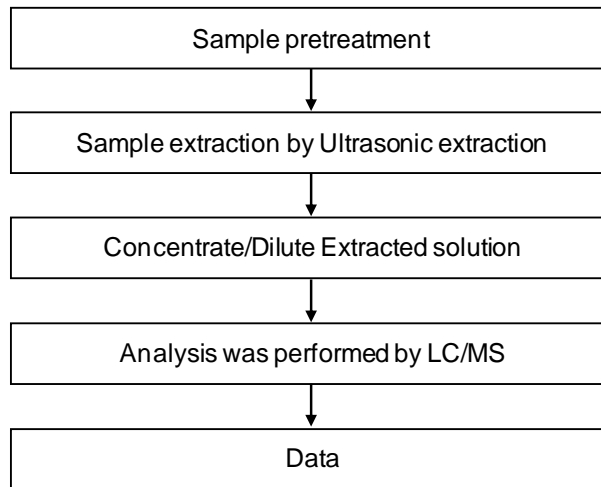 Sample pretreatment
Sample extraction by Ultrasonic extraction
Concentrate/Dilute Extracted solution
Analysis was performed by LC/MS
Data